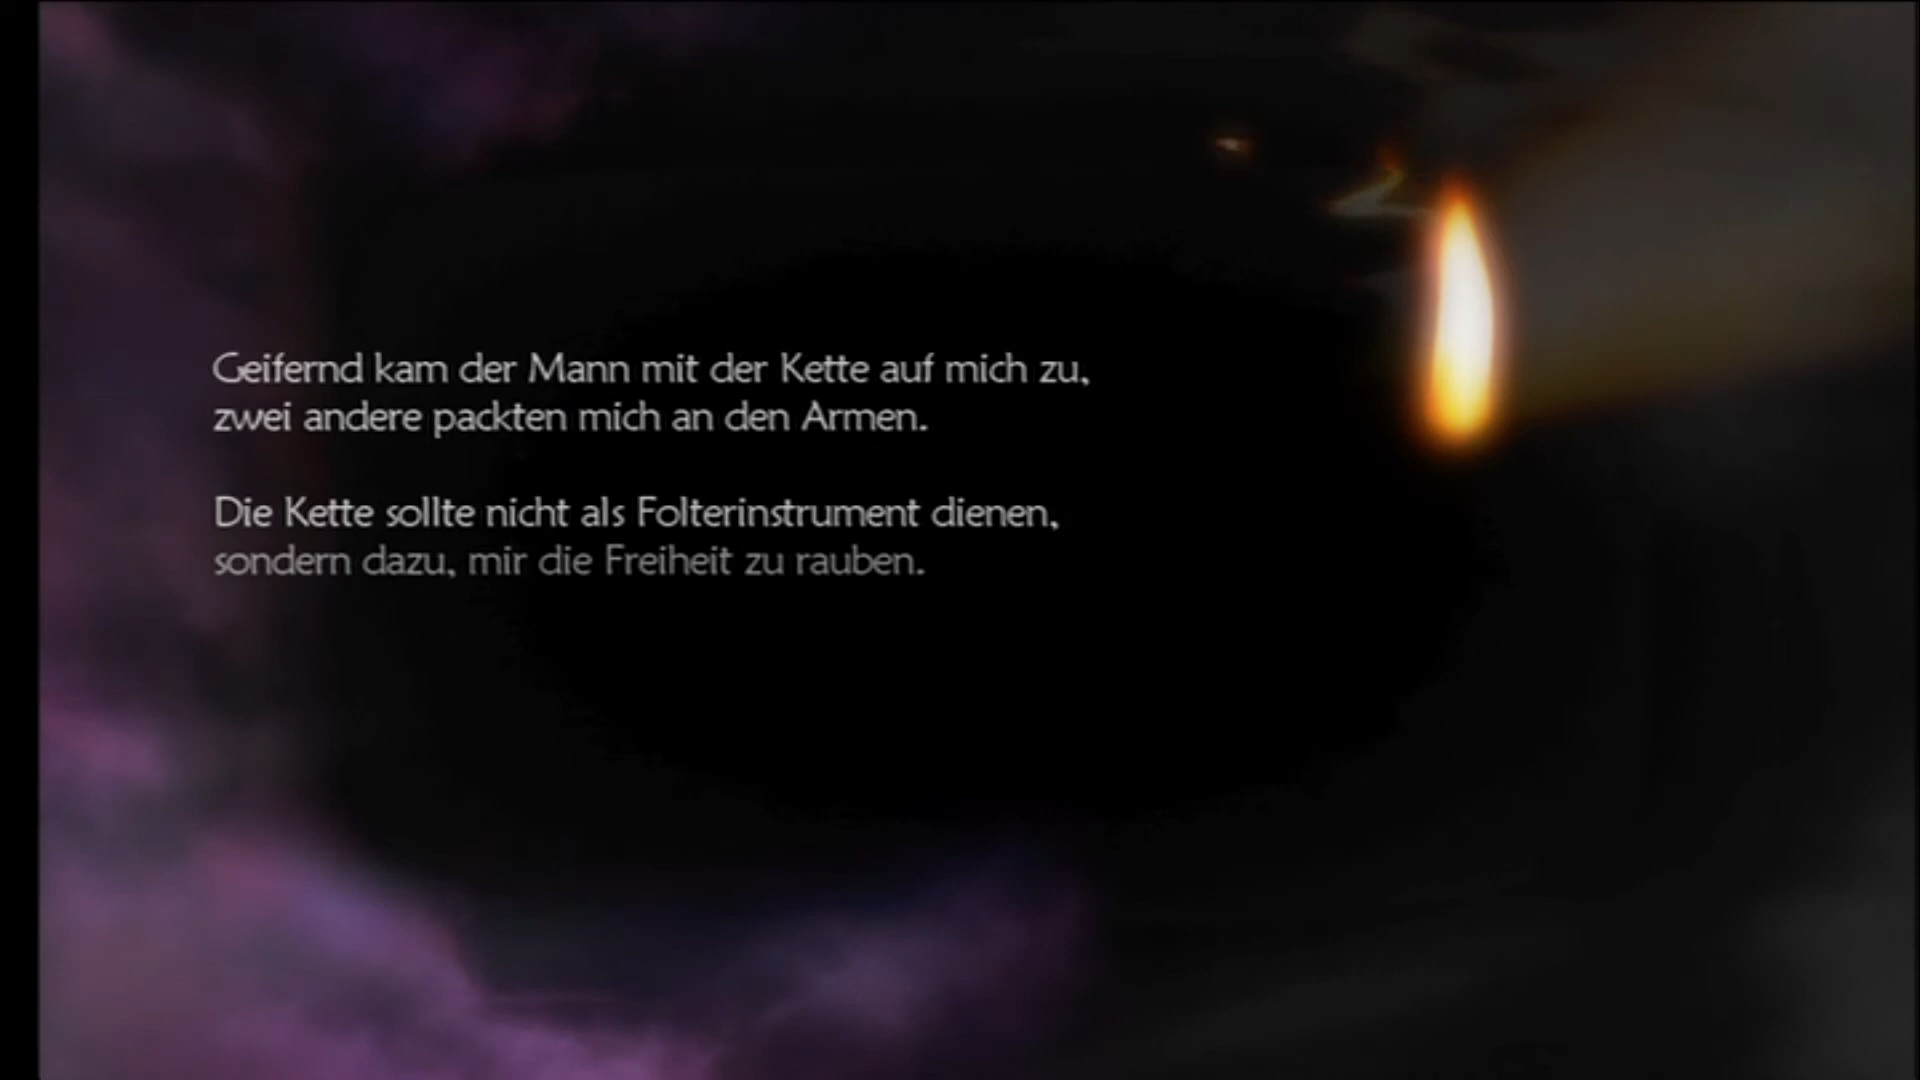 Geifernd kam der Mann mit der Kette auf mich zu,
zwei andere packten mich an den Armen.
Die Kette sollte nicht als Folterinstrument dienen,
sondern dazu, mir die Freiheit zu rauben.